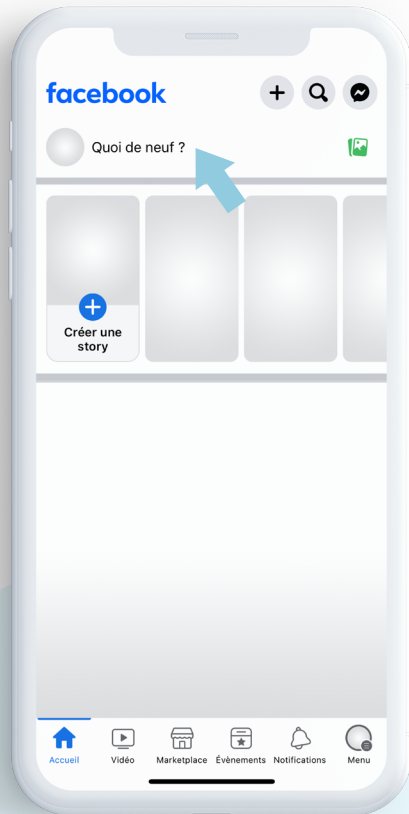 facebook
Quoi de neuf ?
Créer une
story
Accueil
Vidéo
Marketplace
Évènements
Notifications
Menu